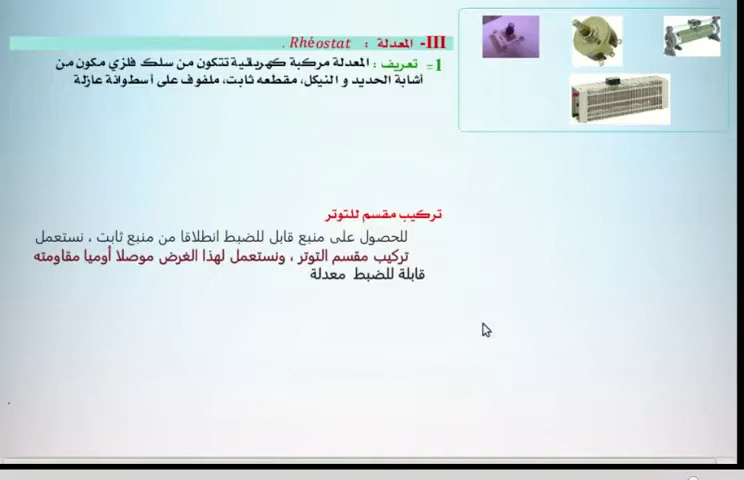 III- المعدلة : Rhéostat .
1= تعريف : المعدلة مركبة كهربائية تتكون من سلك فلزي مكون من
أشابة الحديد و النيكل، مقطعه ثابت، ملفوف على أسطوانة عازلة
تركيب مقسم للتوتر
للحصول على منبع قابل للضبط انطلاقا من منبع ثابت ، نستعمل
تركيب مقسم التوتر ، ونستعمل لهذا الغرض موصلا أوميا مقاومته
قابلة للضبط معدلة